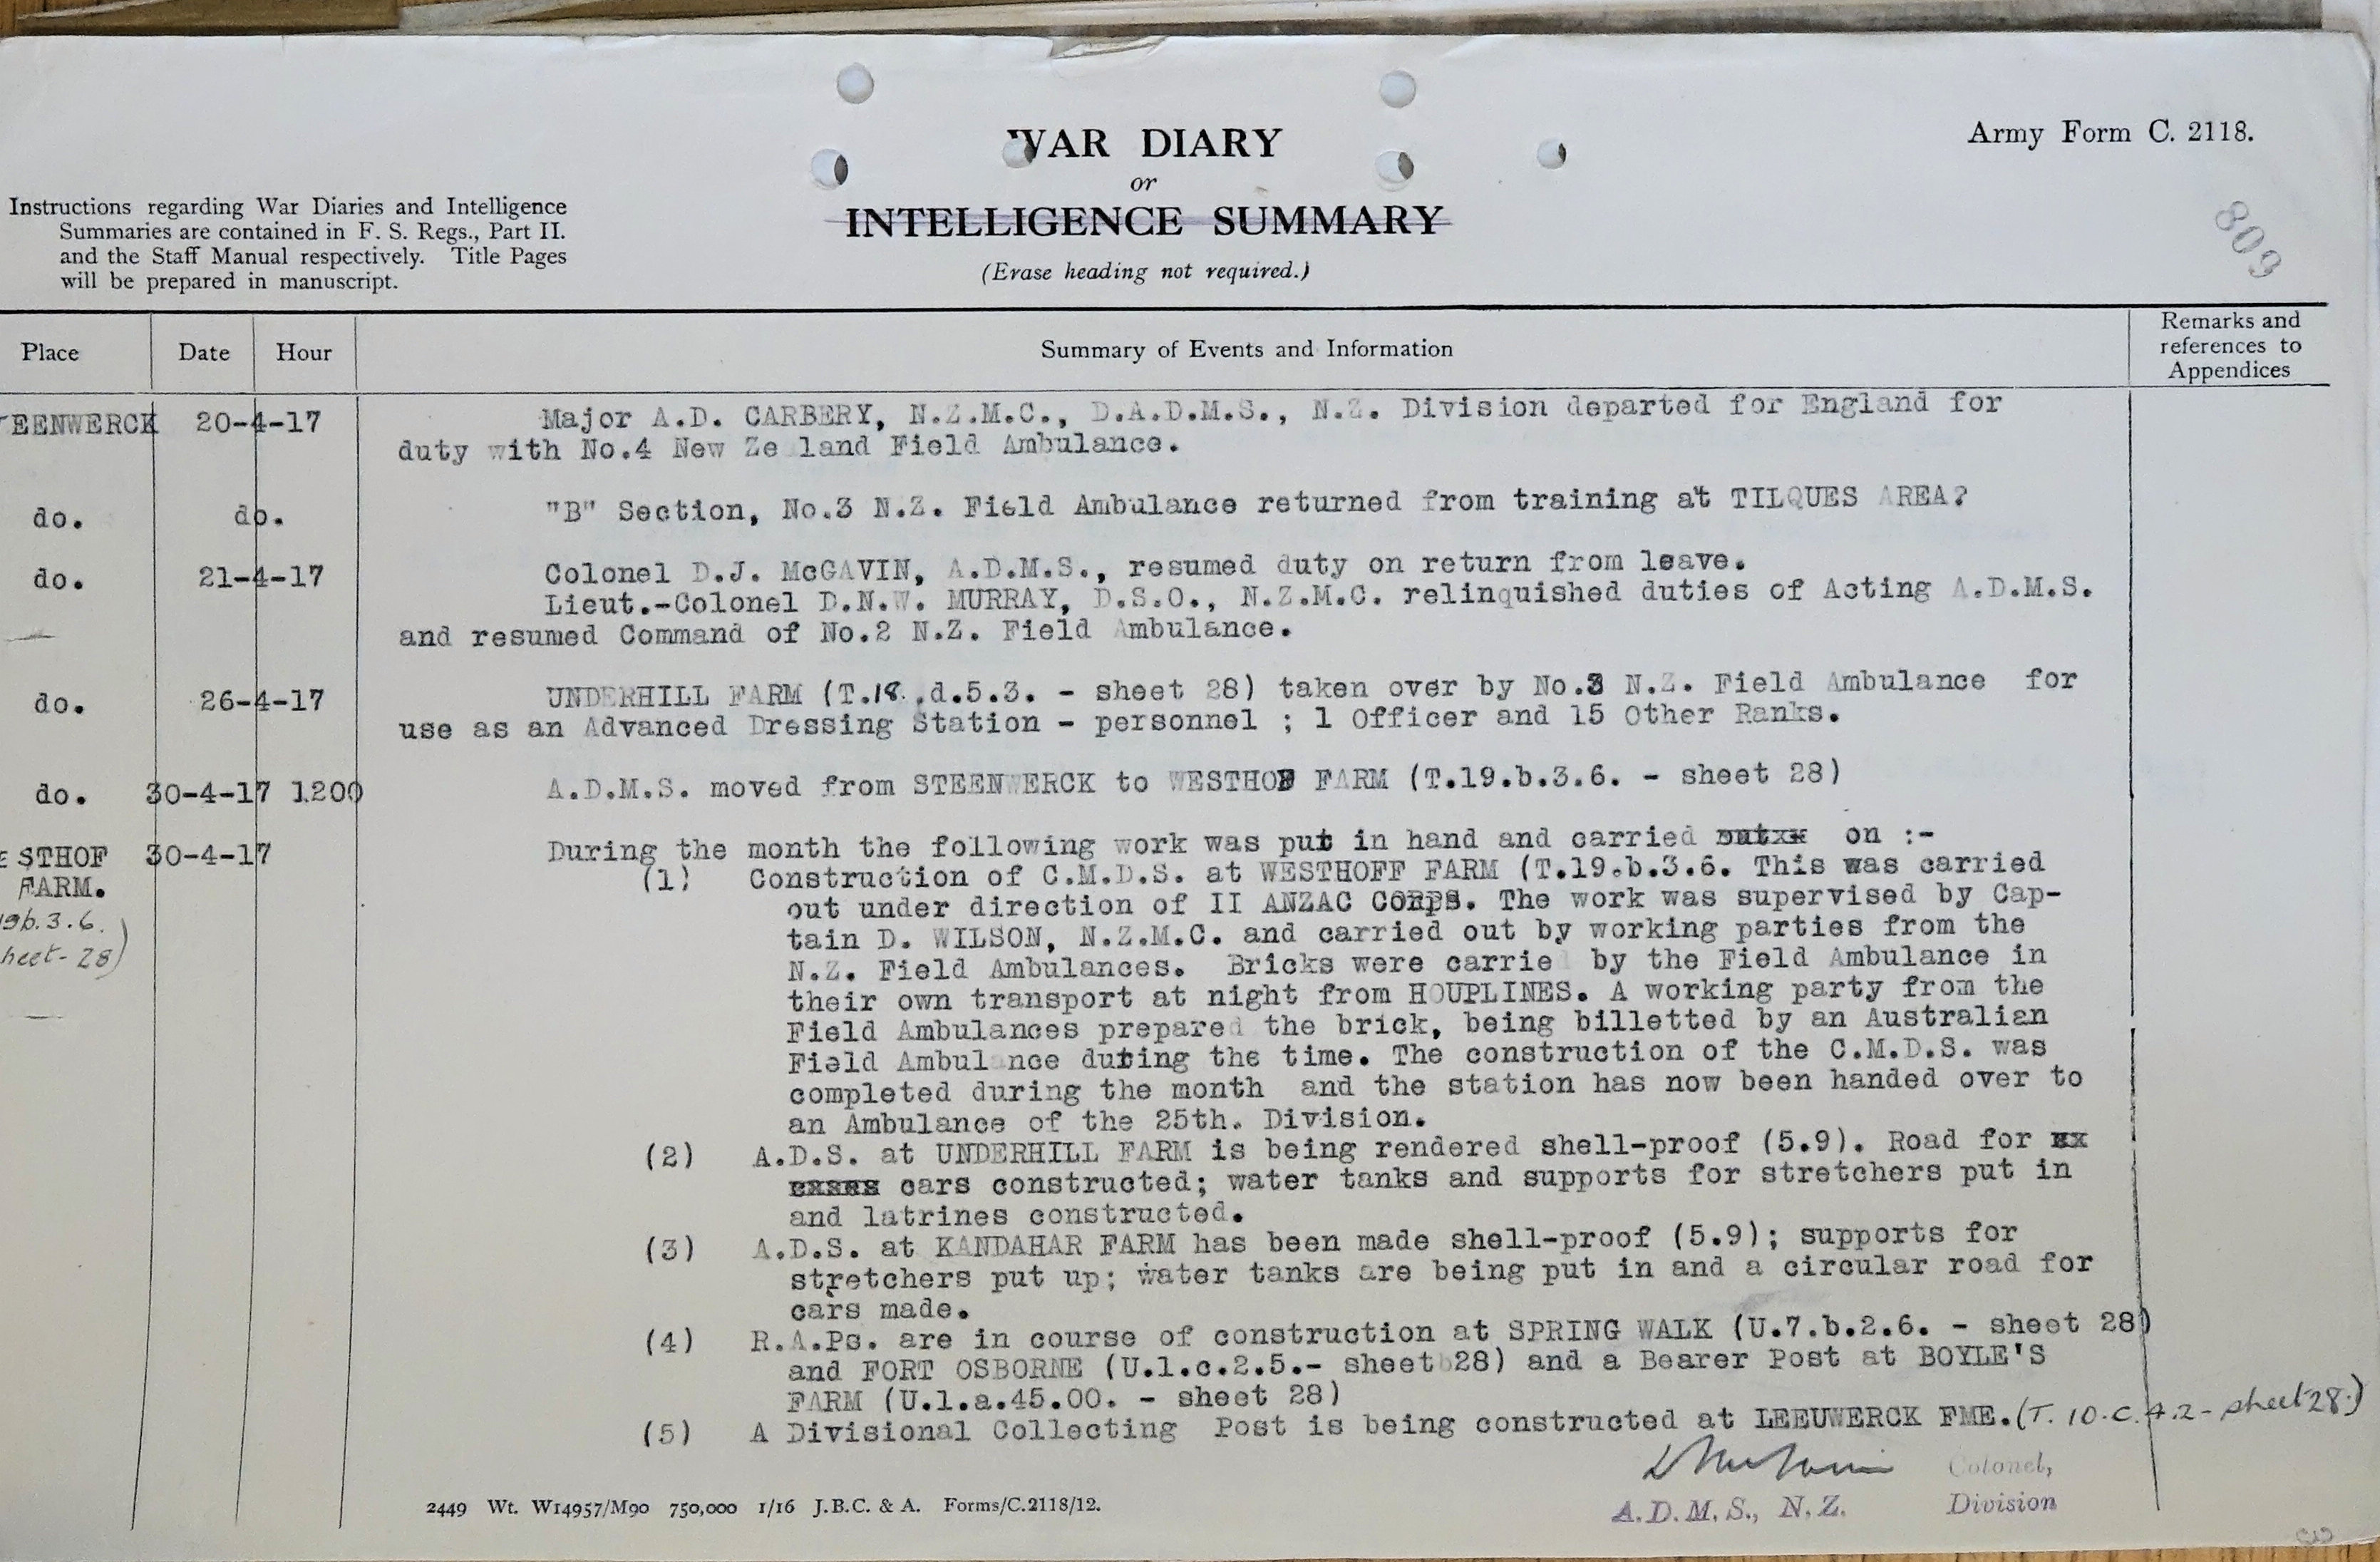 WAR DIARY
or
INTELLIGENCE SUMMARY
(Erase heading not required.)
Army Form C. 2118.
809
Instructions regarding War Diaries and Intelligence
Summaries are contained in F. S. Regs., Part II.
and the Staff Manual respectively. Title Pages
will be prepared in manuscript.
Place Date Hour Summary of Events and Information Remarks and references to Appendices
EENWERCK 20-4-17 Major A.D. CARBERY, N.Z.M.C., D.A.D.M.S., N.Z. Division departed for England for
duty with No.4 New Ze land Field Ambulance.
do. do. "B" Section, No.3 N.Z. Field Ambulance returned from training at TILQUES AREA?
do. 21-4-17 Colonel D.J. McGAVIN, A.D.M.S., resumed duty on return from leave.
Lieut.-Colonel D.N.W. MURRAY, D.S.O., N.Z.M.C. relinquished duties of Acting A.D.M.S.
and resumed Command of No.2 N.Z. Field Ambulance.
do. 26-4-17 UNDERHILL FARM (T.18.d.5.3. - sheet 28) taken over by No.3 N.Z. Field Ambulance for
use as an Advanced Dressing Station - personnel ; 1 Officer and 15 Other Ranks.
do. 30-4-17 1200 A.D.M.S. moved from STEENWERCK to WESTHOF FARM (T.19.b.3.6. - sheet 28)
ESTHOF 30-4-17 During the month the following work was put in hand and carried on :-
FARM.
9b.3.6.
heet-28)
(1) Construction of C.M.D.S. at WESTHOFF FARM (T.19.b.3.6. This was carried
out under direction of II ANZAC CORPS. The work was supervised by Cap-
tain D. WILSON, N.Z.M.C. and carried out by working parties from the
N.Z. Field Ambulances. Bricks were carrie by the Field Ambulance in
their own transport at night from HOUPLINES. A working party from the
Field Ambulances prepared the brick, being billetted by an Australian
Field Ambulance during the time. The construction of the C.M.D.S. was
completed during the month and the station has now been handed over to
an Ambulance of the 25th. Division.
(2) A.D.S. at UNDERHILL FARM is being rendered shell-proof (5.9). Road for xx
cars constructed; water tanks and supports for stretchers put in
and latrines constructed.
(3) A.D.S. at KANDAHAR FARM has been made shell-proof (5.9); supports for
stretchers put up; water tanks are being put in and a circular road for
cars made.
(4) R.A.Ps. are in course of construction at SPRING WALK (U.7.b.2.6. - sheet 28)
and FORT OSBORNE (U.1.c.2.5.- sheet 28) and a Bearer Post at BOYLE'S
FARM (U.1.a.45.00. - sheet 28)
(5) A Divisional Collecting Post is being constructed at LEEUWERCK FME. (T. 10.c.4.2 - sheet 28.)
Colonel,
A.D.M.S., N.Z. Division
2449 Wt. W14957/M90 750,000 1/16 J.B.C. & A. Forms/C.2118/12.